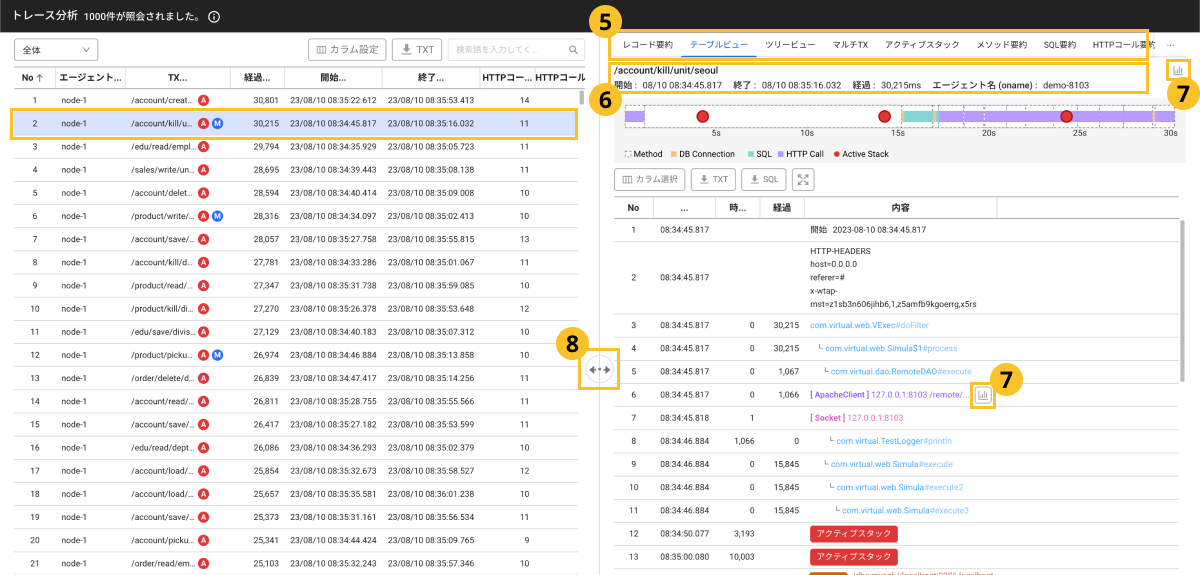 トレース分析 1000件が照会されました。
全体
カラム設定
TXT
検索語を入力してく...
No ↑ エージェント... TX... 経過... 開始... 終了... HTTPコー... HTTPコール
1 node-1 /account/creat... A 30,801 23/08/10 08:35:22.612 23/08/10 08:35:53.413 14
2 node-1 /account/kill/u... A M 30,215 23/08/10 08:34:45.817 23/08/10 08:35:16.032 11
3 node-1 /edu/read/empl... A 29,794 23/08/10 08:34:35.929 23/08/10 08:35:05.723 11
4 node-1 /sales/write/un... A 28,695 23/08/10 08:34:39.443 23/08/10 08:35:08.138 11
5 node-1 /account/delet... A 28,594 23/08/10 08:34:40.414 23/08/10 08:35:09.008 10
6 node-1 /product/write/... A M 28,316 23/08/10 08:34:34.097 23/08/10 08:35:02.413 10
7 node-1 /account/save/... A 28,057 23/08/10 08:35:27.758 23/08/10 08:35:55.815 13
8 node-1 /account/kill/d... A 27,781 23/08/10 08:34:33.286 23/08/10 08:35:01.067 11
9 node-1 /product/read/... A 27,347 23/08/10 08:35:31.738 23/08/10 08:35:59.085 10
10 node-1 /product/kill/di... A 27,270 23/08/10 08:35:26.378 23/08/10 08:35:53.648 12
11 node-1 /edu/save/divis... A 27,129 23/08/10 08:34:40.183 23/08/10 08:35:07.312 10
12 node-1 /product/picku... A M 26,974 23/08/10 08:34:46.884 23/08/10 08:35:13.858 10
13 node-1 /order/delete/d... A 26,839 23/08/10 08:34:47.417 23/08/10 08:35:14.256 11
14 node-1 /account/read/... A 26,811 23/08/10 08:35:28.755 23/08/10 08:35:55.566 11
15 node-1 /account/save/... A 26,417 23/08/10 08:35:27.182 23/08/10 08:35:53.599 11
16 node-1 /edu/read/dept... A 26,086 23/08/10 08:34:36.293 23/08/10 08:35:02.379 10
17 node-1 /account/load/... A 25,854 23/08/10 08:35:32.673 23/08/10 08:35:58.527 12
18 node-1 /account/load/... A 25,657 23/08/10 08:35:35.581 23/08/10 08:36:01.238 10
19 node-1 /account/save/... A 25,373 23/08/10 08:35:31.161 23/08/10 08:35:56.534 11
20 node-1 /account/picku... A 25,341 23/08/10 08:34:44.424 23/08/10 08:35:09.765 9
21 node-1 /order/read/em... A 25,103 23/08/10 08:35:32.243 23/08/10 08:35:57.346 10
8
5
レコード要約 テーブルビュー ツリービュー マルチTX アクティブスタック メソッド要約 SQL要約 HTTPコール要約 ...
6
/account/kill/unit/seoul
開始 : 08/10 08:34:45.817 終了 : 08/10 08:35:16.032 経過 : 30,215ms エージェント名 (oname) : demo-8103
7
5s 10s 15s 20s 25s 30s
Method DB Connection SQL HTTP Call Active Stack
カラム選択 TXT SQL
No ... 時... 経過 内容
1 08:34:45.817 開始 2023-08-10 08:34:45.817
2 08:34:45.817 HTTP-HEADERS
host=0.0.0.0
referer=#
x-wtap-
mst=z1sb3n606jihb6,1,z5amfb9kgoerrg,x5rs
3 08:34:45.817 0 30,215 com.virtual.web.VExec#doFilter
4 08:34:45.817 0 30,215 com.virtual.web.Simula$1#process
5 08:34:45.817 0 1,067 com.virtual.dao.RemoteDAO#execute
6 08:34:45.817 0 1,066 [ ApacheClient ] 127.0.0.1:8103 /remote/...
7
7 08:34:45.818 1 [ Socket ] 127.0.0.1:8103
8 08:34:46.884 1,066 0 com.virtual.TestLogger#println
9 08:34:46.884 0 15,845 com.virtual.web.Simula#execute
10 08:34:46.884 0 15,845 com.virtual.web.Simula#execute2
11 08:34:46.884 0 15,845 com.virtual.web.Simula#execute3
12 08:34:50.077 3,193 アクティブスタック
13 08:35:00.080 10,003 アクティブスタック